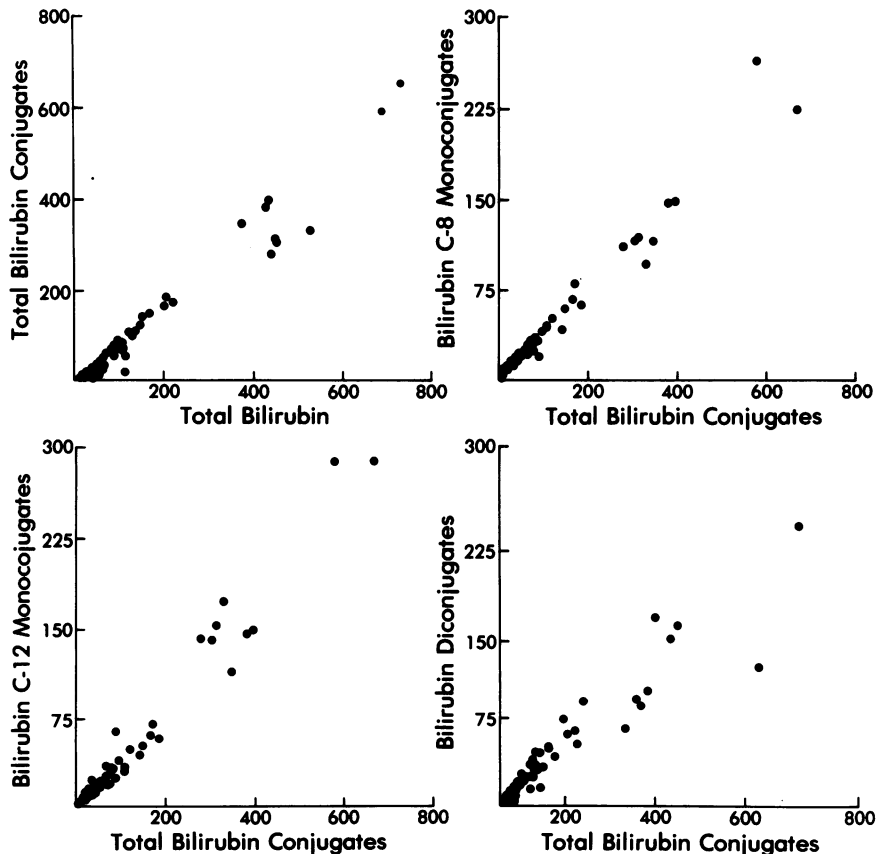 Total Bilirubin Conjugates
800
600
400
200
200 400 600 800
Total Bilirubin
Bilirubin C-8 Monoconjugates
300
225
150
75
200 400 600 800
Total Bilirubin Conjugates
Bilirubin C-12 Monocojugates
300
225
150
75
200 400 600 800
Total Bilirubin Conjugates
Bilirubin Diconjugates
300
225
150
75
200 400 600 800
Total Bilirubin Conjugates